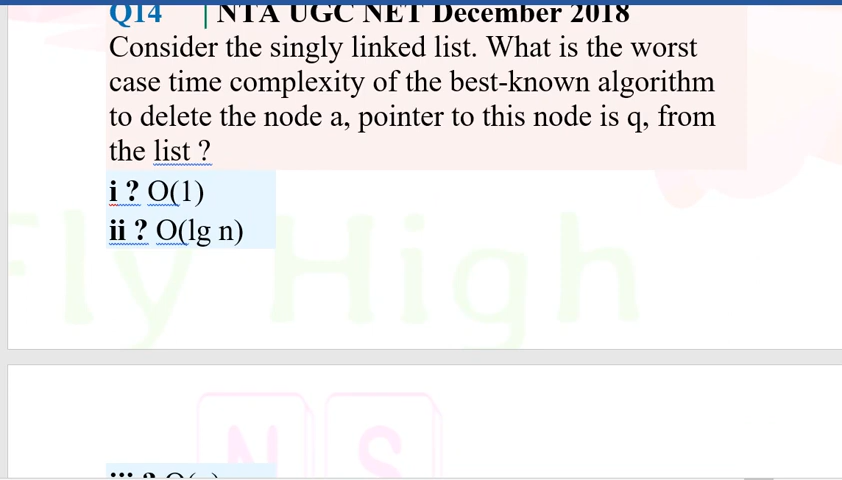 Q14 | NTA UGC NET December 2018
Consider the singly linked list. What is the worst
case time complexity of the best-known algorithm
to delete the node a, pointer to this node is q, from
the list ?
i ? O(1)
ii ? O(lg n)
Fly High
N S